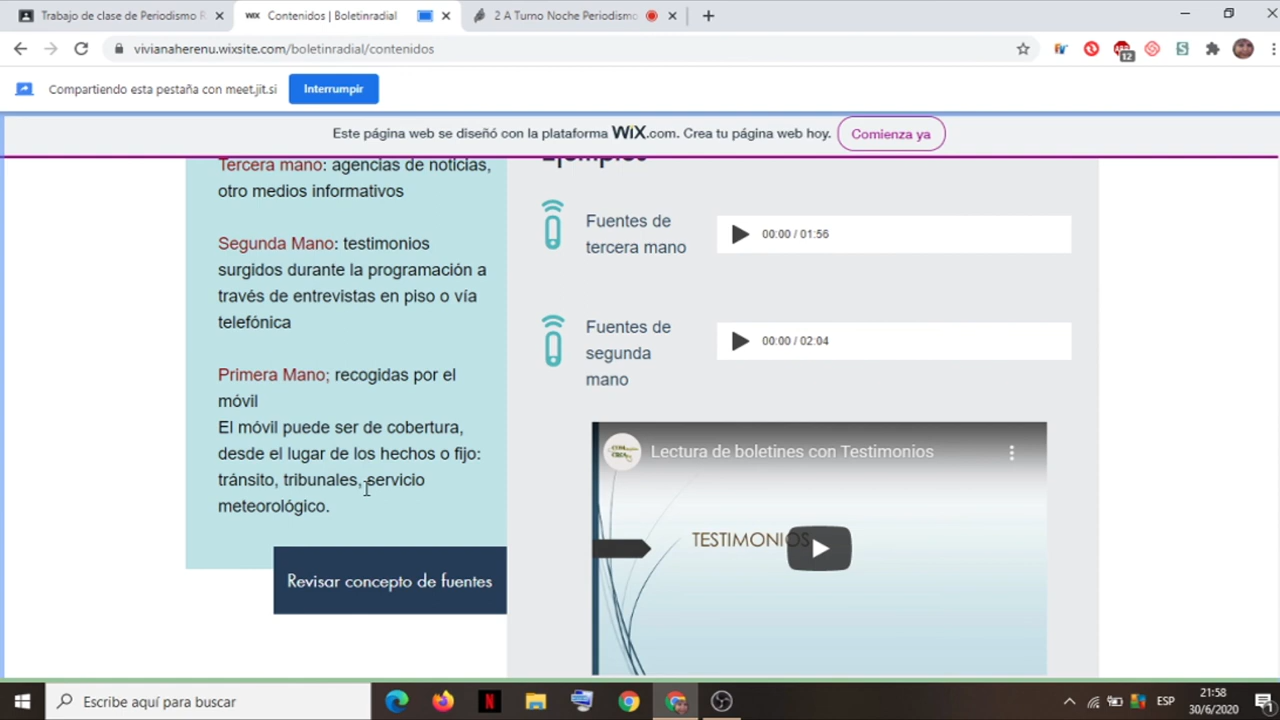 Trabajo de clase de Periodismo R
Contenidos | Boletinradial
2 A Turno Noche Periodismo
vivianaherenu.wixsite.com/boletinradial/contenidos
12
Compartiendo esta pestaña con meet.jit.si
Interrumpir
Este página web se diseñó con la plataforma WiX.com. Crea tu página web hoy.
Comienza ya
Tercera mano: agencias de noticias,
otro medios informativos
Segunda Mano: testimonios
surgidos durante la programación a
través de entrevistas en piso o vía
telefónica
Primera Mano; recogidas por el
móvil
El móvil puede ser de cobertura,
desde el lugar de los hechos o fijo:
tránsito, tribunales, servicio
meteorológico.
Revisar concepto de fuentes
Ejemplos
Fuentes de
tercera mano
00:00 / 01:56
Fuentes de
segunda
mano
00:00 / 02:04
Lectura de boletines con Testimonios
TESTIMONIOS
Escribe aquí para buscar
ESP
21:58
30/6/2020
1